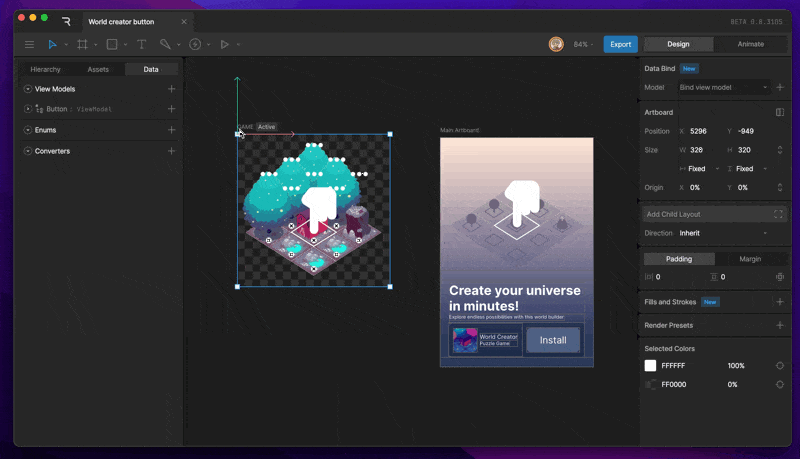 World creator button
BETA 0.8.3105
84%
Export
Design
Animate
Hierarchy
Assets
Data
View Models
Button : ViewModel
Enums
Converters
GAME
Active
Main Artboard
Create your universe
in minutes!
Explore endless possibilities with this world builder
World Creator
Puzzle Game
Install
Data Bind
New
Model
Bind view model
Artboard
Position X 5296 Y -949
Size W 320 H 320
Fixed
Fixed
Origin X 0% Y 0%
Add Child Layout
Direction
Inherit
Padding
Margin
0
0
Fills and Strokes
New
Render Presets
Selected Colors
FFFFFF 100%
FF0000 0%